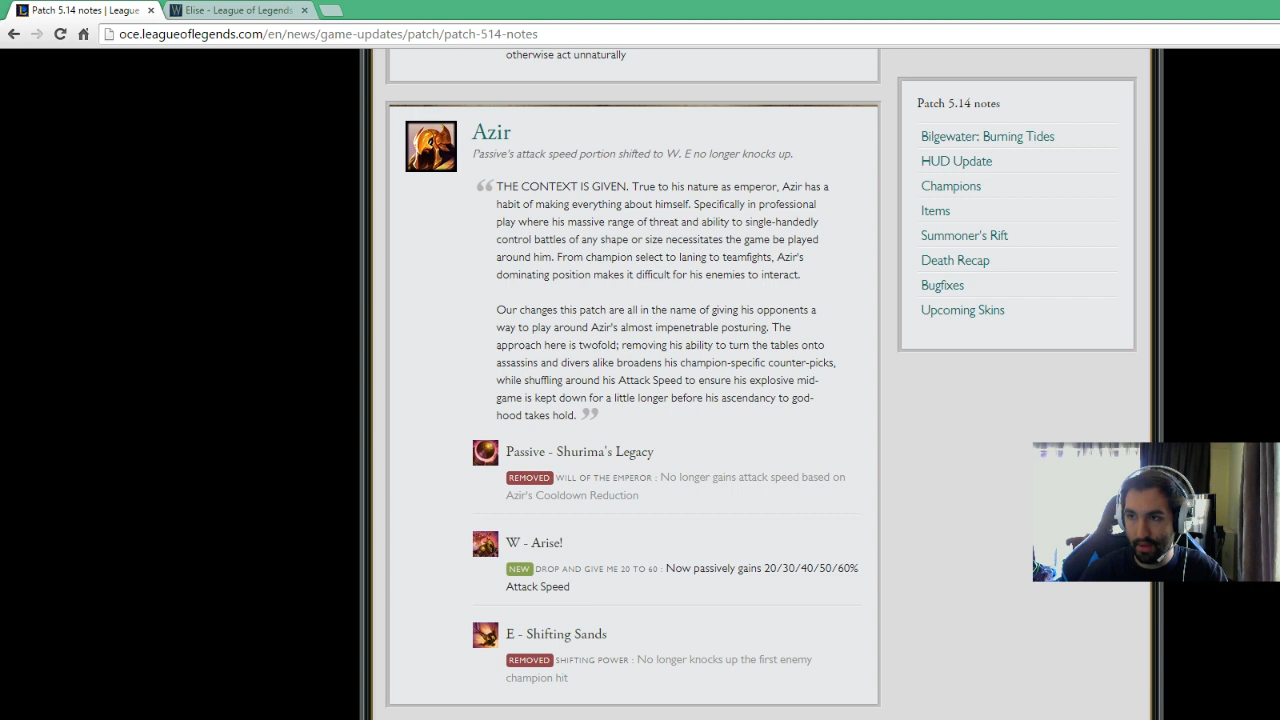 Patch 5.14 notes | League
Elise - League of Legends
oce.leagueoflegends.com/en/news/game-updates/patch/patch-514-notes
otherwise act unnaturally
Azir
Passive's attack speed portion shifted to W. E no longer knocks up.
“ THE CONTEXT IS GIVEN. True to his nature as emperor, Azir has a
habit of making everything about himself. Specifically in professional
play where his massive range of threat and ability to single-handedly
control battles of any shape or size necessitates the game be played
around him. From champion select to laning to teamfights, Azir's
dominating position makes it difficult for his enemies to interact.
Our changes this patch are all in the name of giving his opponents a
way to play around Azir's almost impenetrable posturing. The
approach here is twofold; removing his ability to turn the tables onto
assassins and divers alike broadens his champion-specific counter-picks,
while shuffling around his Attack Speed to ensure his explosive mid-
game is kept down for a little longer before his ascendancy to god-
hood takes hold. ”
Passive - Shurima's Legacy
REMOVED WILL OF THE EMPEROR : No longer gains attack speed based on
Azir's Cooldown Reduction
W - Arise!
NEW DROP AND GIVE ME 20 TO 60 : Now passively gains 20/30/40/50/60%
Attack Speed
E - Shifting Sands
REMOVED SHIFTING POWER : No longer knocks up the first enemy
champion hit
Patch 5.14 notes
Bilgewater: Burning Tides
HUD Update
Champions
Items
Summoner's Rift
Death Recap
Bugfixes
Upcoming Skins